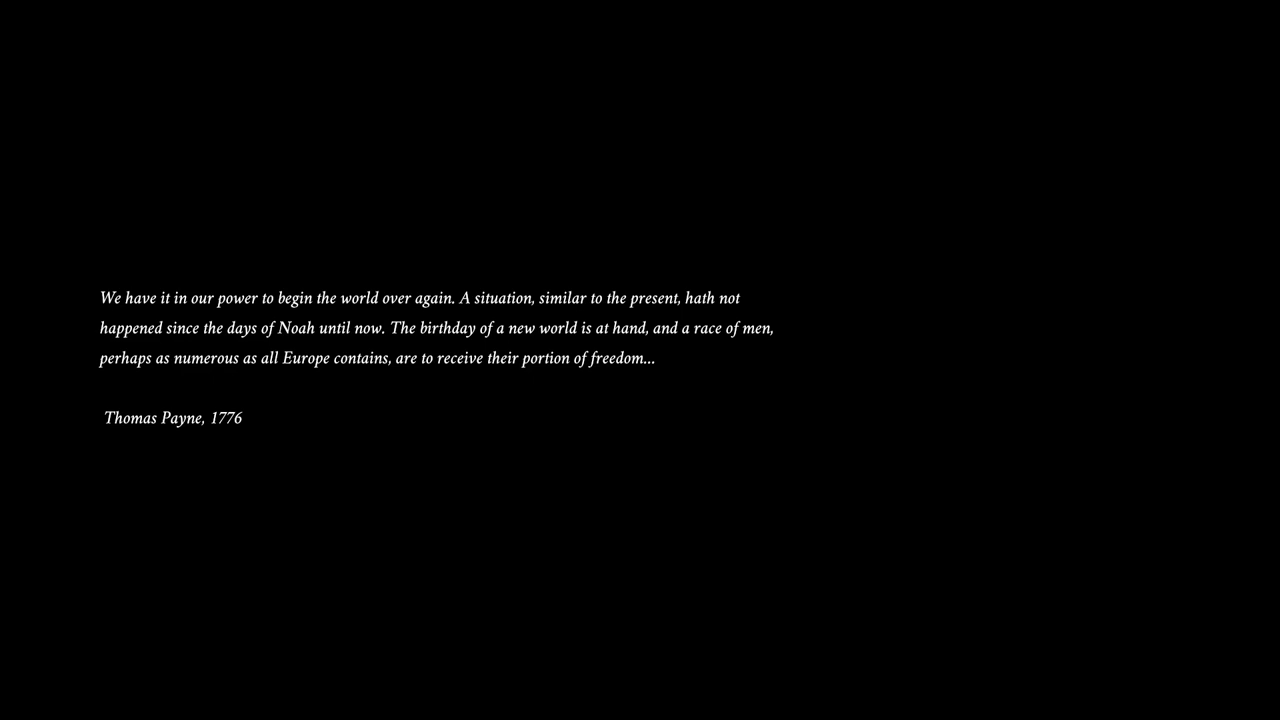 We have it in our power to begin the world over again. A situation, similar to the present, hath not
happened since the days of Noah until now. The birthday of a new world is at hand, and a race of men,
perhaps as numerous as all Europe contains, are to receive their portion of freedom...
Thomas Payne, 1776